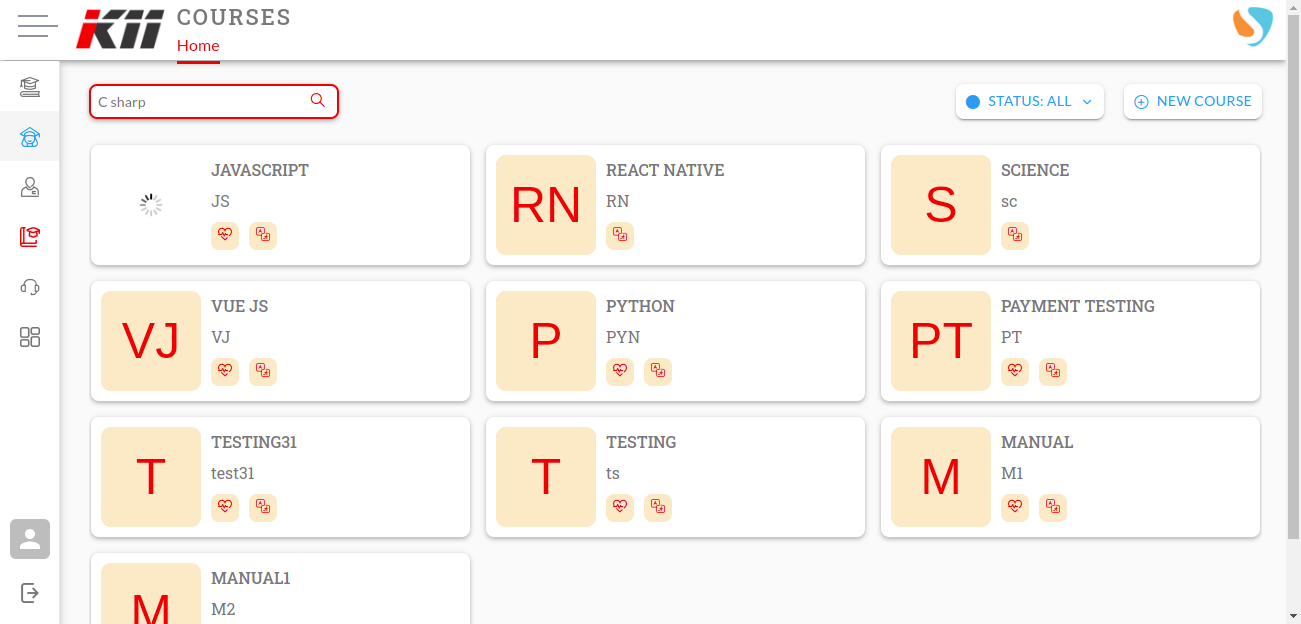 KII COURSES
Home
C sharp
STATUS: ALL
NEW COURSE
JAVASCRIPT
JS
RN
REACT NATIVE
RN
S
SCIENCE
sc
VJ
VUE JS
VJ
P
PYTHON
PYN
PT
PAYMENT TESTING
PT
T
TESTING31
test31
T
TESTING
ts
M
MANUAL
M1
M
MANUAL1
M2